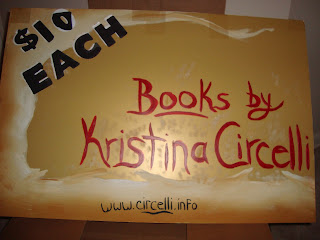 $10
EACH
Books by
Kristina Circelli
www.circelli.info